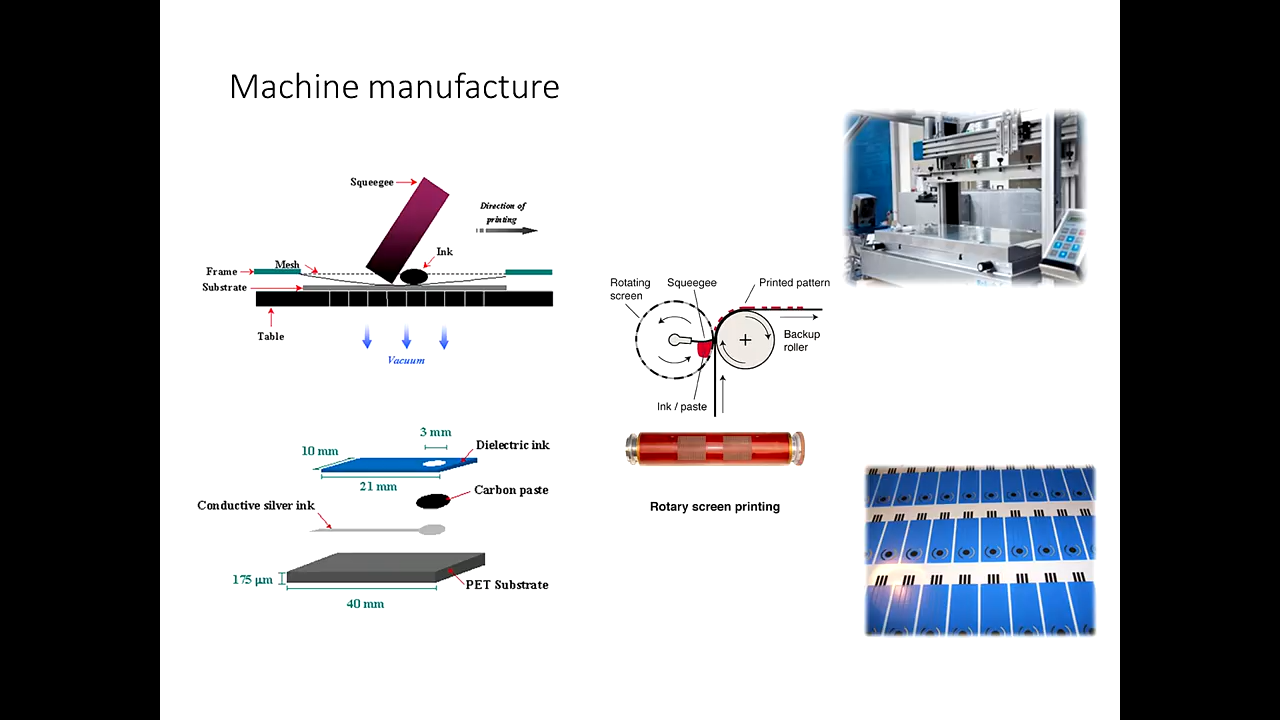 Machine manufacture
Squeegee
Direction of
printing
Ink
Mesh
Frame
Substrate
Table
Vacuum
Rotating
screen
Squeegee
Printed pattern
Backup
roller
Ink / paste
Rotary screen printing
3 mm
10 mm
Dielectric ink
21 mm
Carbon paste
Conductive silver ink
175 µm
PET Substrate
40 mm